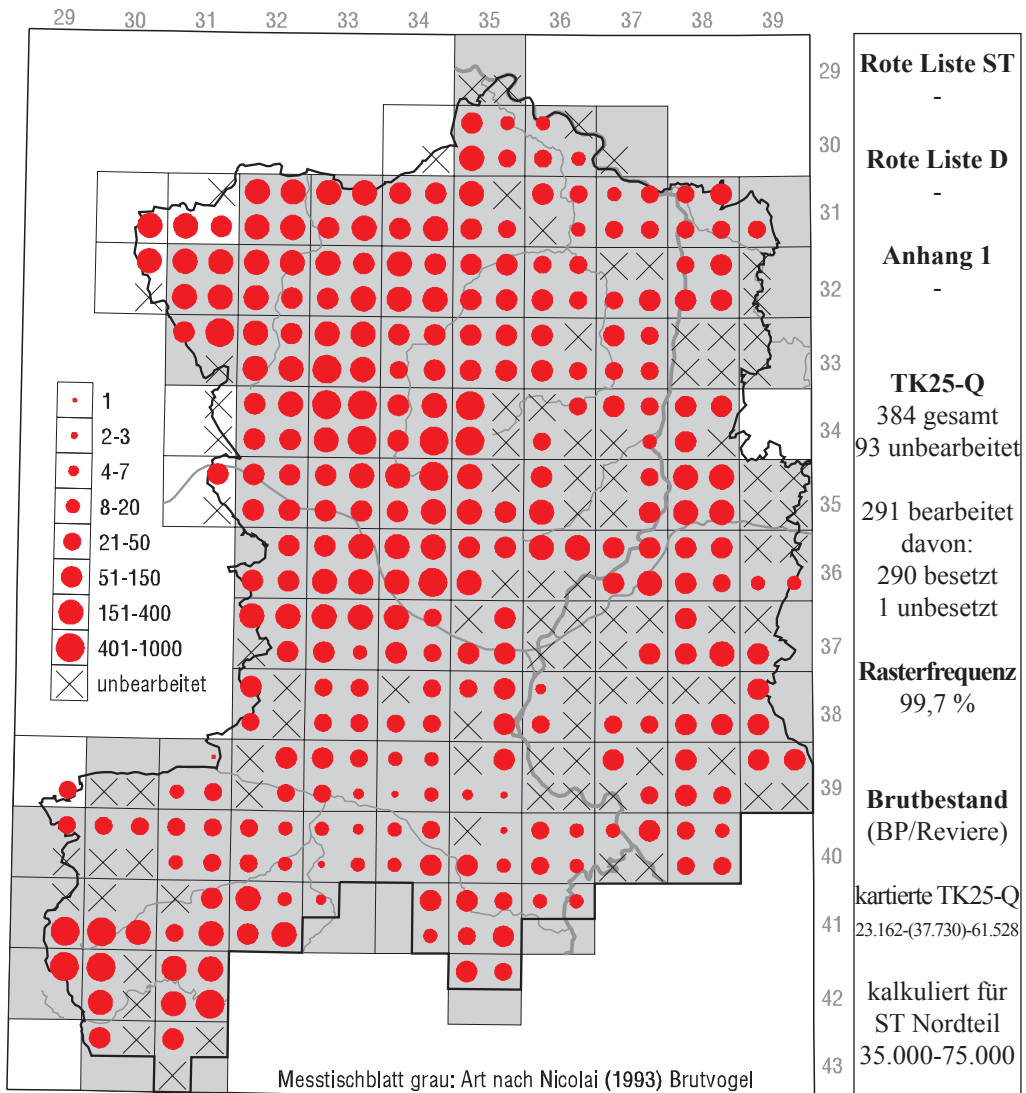 29 30 31 32 33 34 35 36 37 38 39
29
30
31
32
33
34
35
36
37
38
39
40
41
42
43
1
2-3
4-7
8-20
21-50
51-150
151-400
401-1000
unbearbeitet
Messtischblatt grau: Art nach Nicolai (1993) Brutvogel
Rote Liste ST
-
Rote Liste D
-
Anhang 1
-
TK25-Q
384 gesamt
93 unbearbeitet
291 bearbeitet
davon:
290 besetzt
1 unbesetzt
Rasterfrequenz
99,7 %
Brutbestand
(BP/Reviere)
kartierte TK25-Q
23.162-(37.730)-61.528
kalkuliert für
ST Nordteil
35.000-75.000